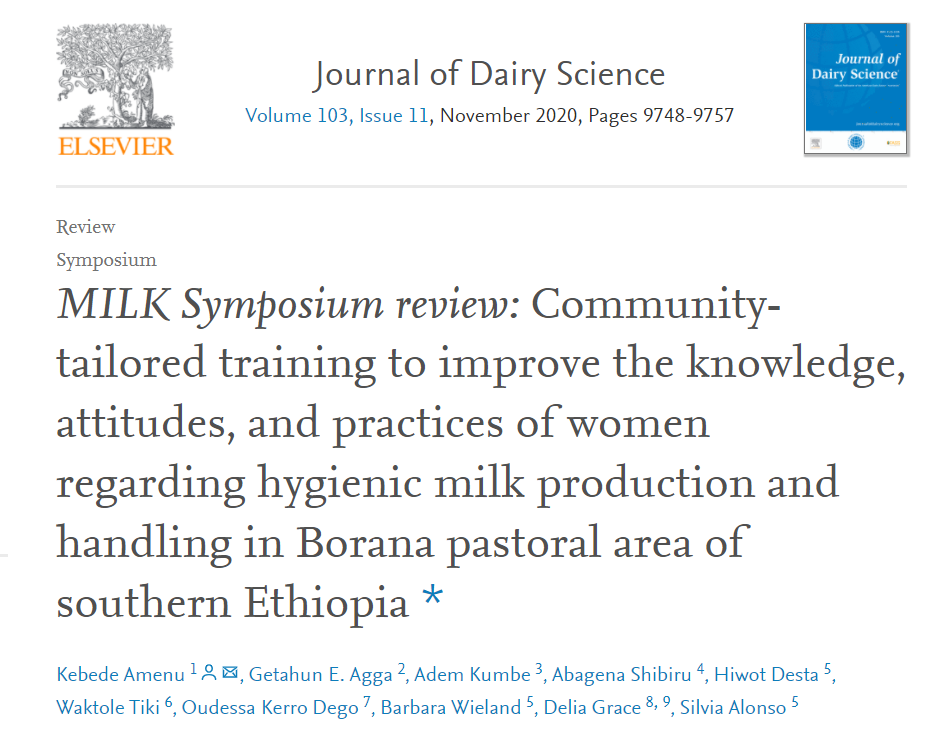 Journal of Dairy Science
Volume 103, Issue 11, November 2020, Pages 9748-9757
ELSEVIER
Journal of
Dairy Science
Review
Symposium
MILK Symposium review: Community-
tailored training to improve the knowledge,
attitudes, and practices of women
regarding hygienic milk production and
handling in Borana pastoral area of
southern Ethiopia *
Kebede Amenu 1, Getahun E. Agga 2, Adem Kumbe 3, Abagena Shibiru 4, Hiwot Desta 5,
Waktole Tiki 6, Oudessa Kerro Dego 7, Barbara Wieland 5, Delia Grace 8, 9, Silvia Alonso 5